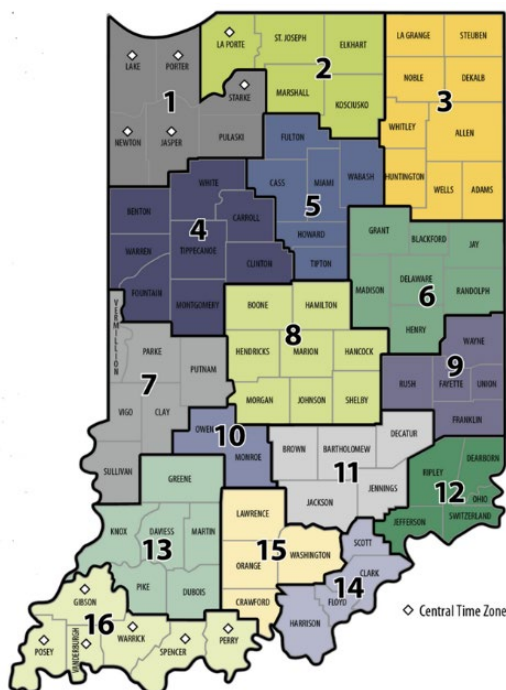 LA PORTE
ST. JOSEPH
ELKHART
LA GRANGE
STEUBEN
LAKE
PORTER
2
NOBLE
DEKALB
STARKE
MARSHALL
KOSCIUSKO
3
1
NEWTON
JASPER
PULASKI
FULTON
WHITLEY
ALLEN
WHITE
CASS
MIAMI
WABASH
HUNTINGTON
WELLS
ADAMS
BENTON
CARROLL
5
4
GRANT
BLACKFORD
JAY
WARREN
TIPPECANOE
HOWARD
CLINTON
TIPTON
MADISON
DELAWARE
RANDOLPH
6
FOUNTAIN
MONTGOMERY
BOONE
HAMILTON
HENRY
VERMILLION
8
WAYNE
PARKE
HENDRICKS
MARION
HANCOCK
9
PUTNAM
RUSH
FAYETTE
UNION
7
MORGAN
JOHNSON
SHELBY
VIGO
CLAY
FRANKLIN
OWEN
10
MONROE
BROWN
BARTHOLOMEW
DECATUR
DEARBORN
RIPLEY
SULLIVAN
11
12
GREENE
JENNINGS
OHIO
JACKSON
JEFFERSON
SWITZERLAND
LAWRENCE
KNOX
DAVIESS
MARTIN
SCOTT
13
15
WASHINGTON
ORANGE
CLARK
14
PIKE
DUBOIS
FLOYD
GIBSON
CRAWFORD
HARRISON
16
Central Time Zone
POSEY
VANDERBURGH
WARRICK
SPENCER
PERRY